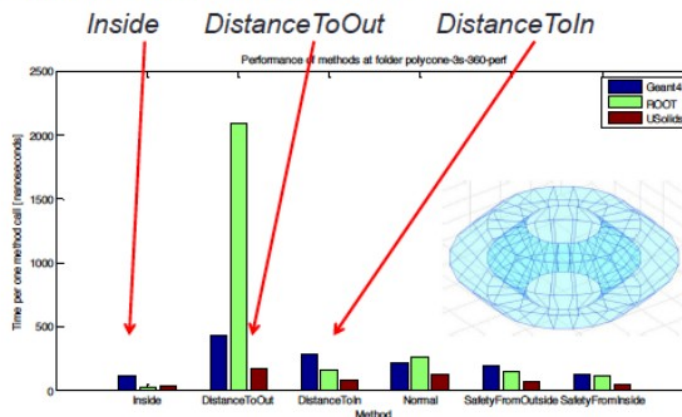 Inside DistanceToOut DistanceToIn
Performance of methods at folder polycone-3s-360-perf
2500
2000
1500
1000
500
0
Time per one method call [nanoseconds]
Geant4
ROOT
USolids
Inside DistanceToOut DistanceToIn Normal SafetyFromOutside SafetyFromInside
Method